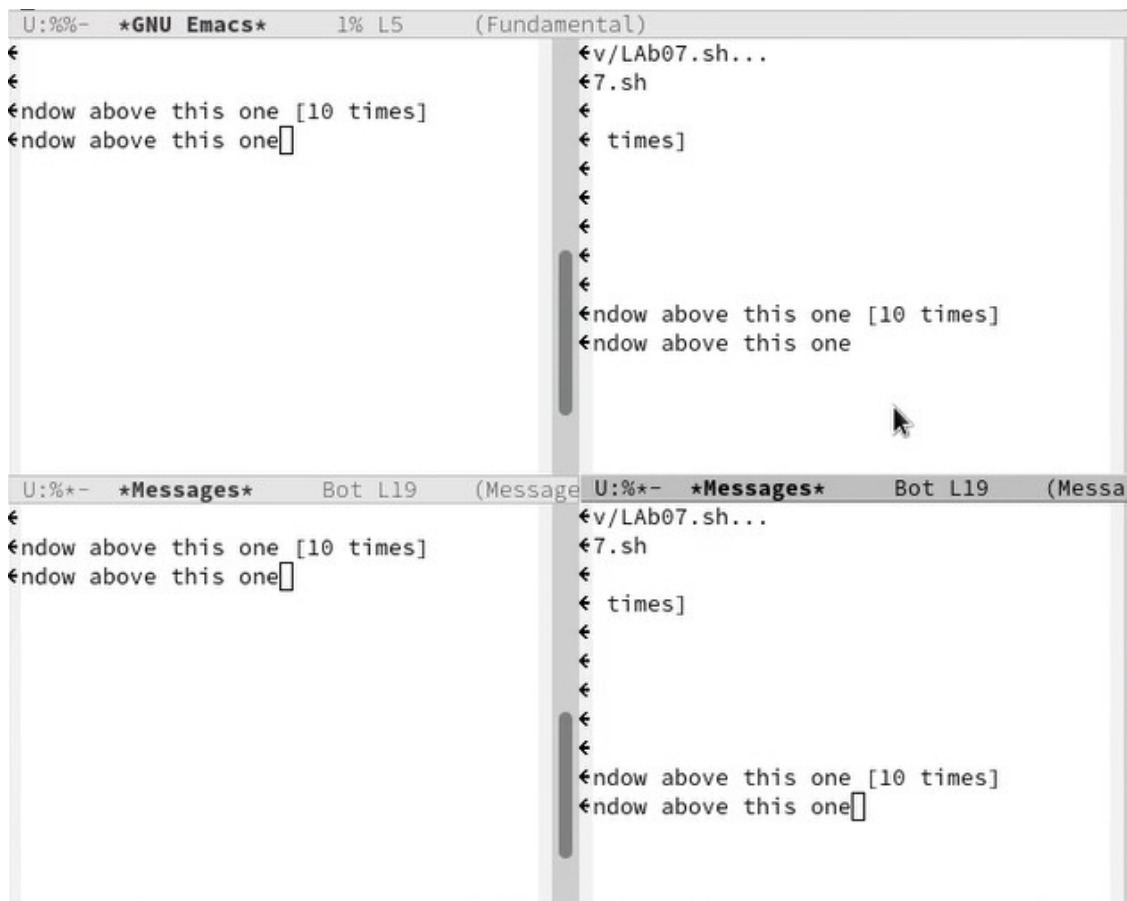 U:%%- *GNU Emacs* 1% L5 (Fundamental)
ndow above this one [10 times]
ndow above this one
v/LAb07.sh...
7.sh
times]
ndow above this one [10 times]
ndow above this one
U:%*- *Messages* Bot L19 (Message
U:%*- *Messages* Bot L19 (Messa
ndow above this one [10 times]
ndow above this one
v/LAb07.sh...
7.sh
times]
ndow above this one [10 times]
ndow above this one